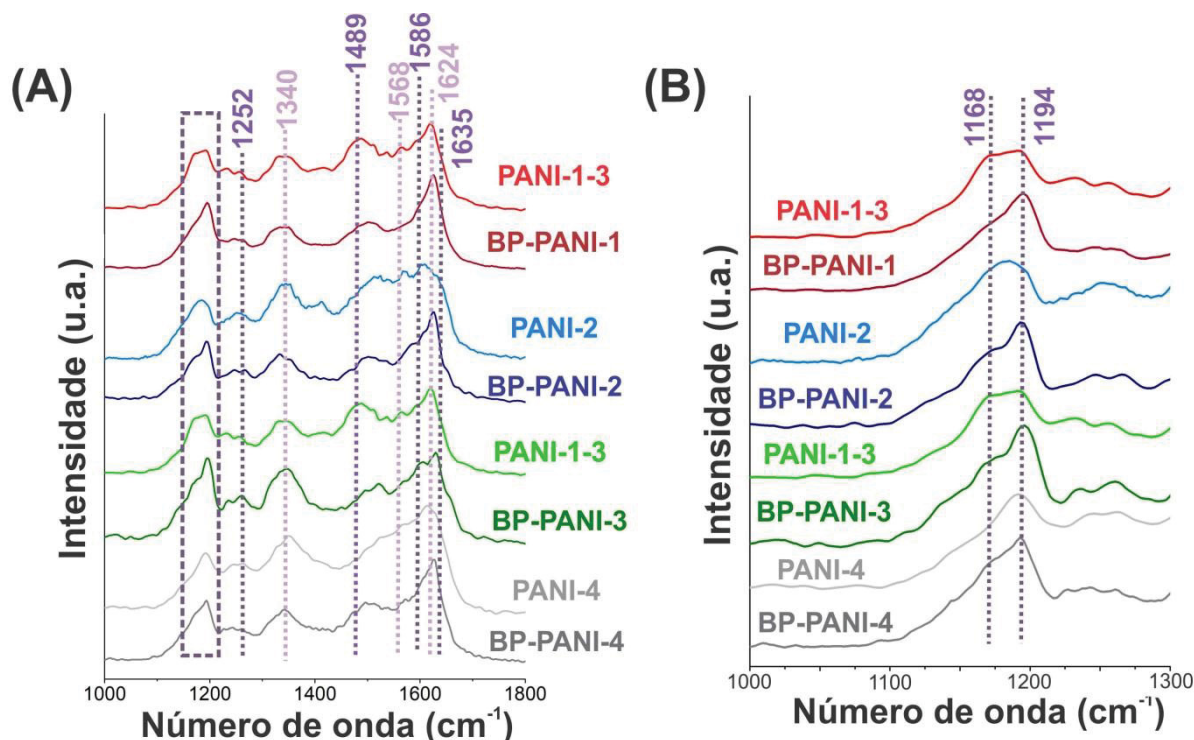 (A)
1252
1340
1489
1568
1586
1624
1635
PANI-1-3
BP-PANI-1
PANI-2
BP-PANI-2
PANI-1-3
BP-PANI-3
PANI-4
BP-PANI-4
Intensidade (u.a.)
1000 1200 1400 1600 1800
Número de onda (cm⁻¹)
(B)
1168
1194
PANI-1-3
BP-PANI-1
PANI-2
BP-PANI-2
PANI-1-3
BP-PANI-3
PANI-4
BP-PANI-4
Intensidade (u.a.)
1000 1100 1200 1300
Número de onda (cm⁻¹)